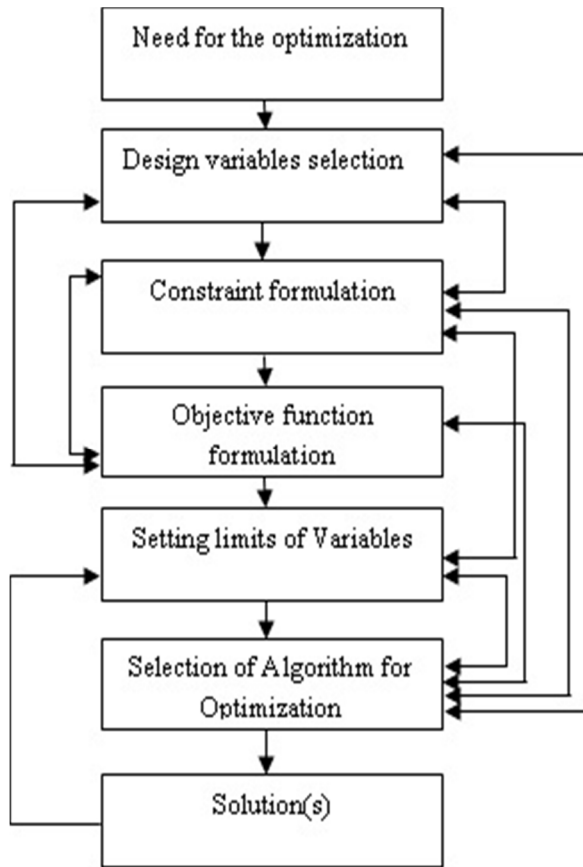 Need for the optimization
Design variables selection
Constraint formulation
Objective function
formulation
Setting limits of Variables
Selection of Algorithm for
Optimization
Solution(s)